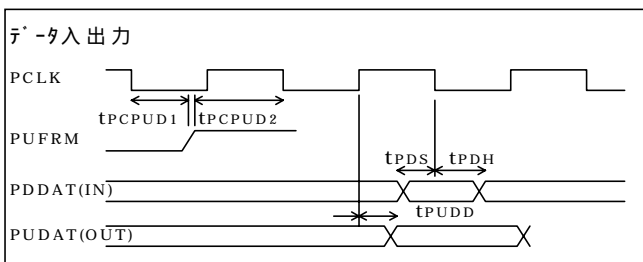 データ入出力
PCLK
tPCPUD1 tPCPUD2
PUFRM
tPDS tPDH
PDDAT(IN)
tPUDD
PUDAT(OUT)